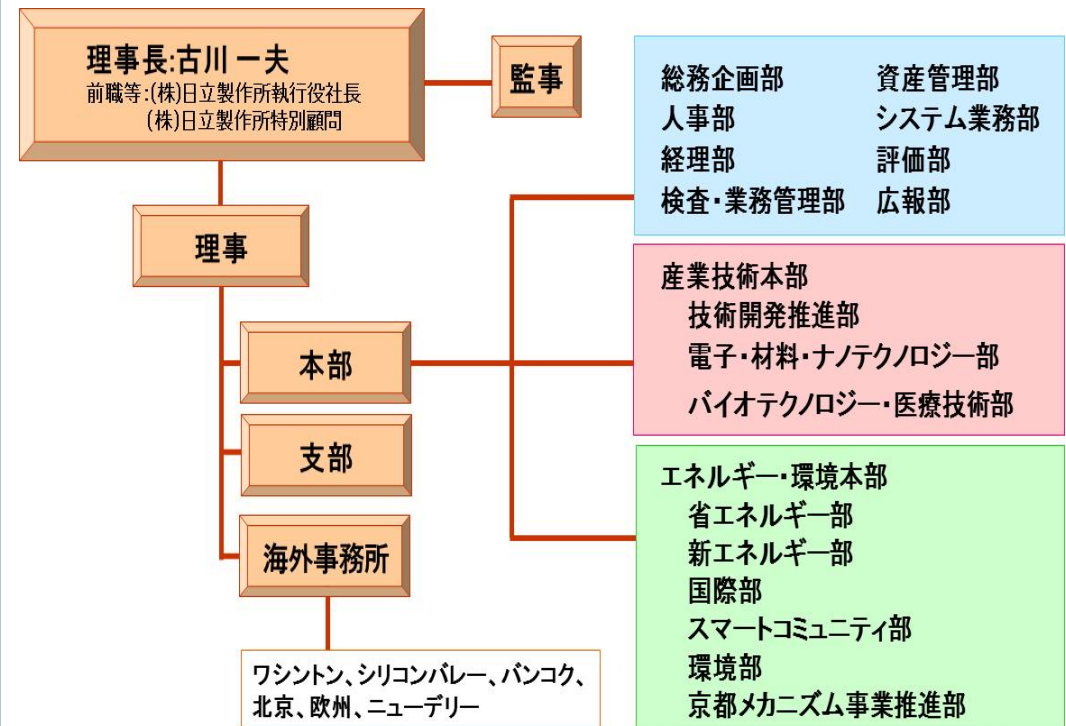 理事長:古川 一夫
前職等:(株)日立製作所執行役社長
(株)日立製作所特別顧問
監事
理事
本部
支部
海外事務所
ワシントン、シリコンバレー、バンコク、
北京、欧州、ニューデリー
総務企画部 資産管理部
人事部 システム業務部
経理部 評価部
検査・業務管理部 広報部
産業技術本部
技術開発推進部
電子・材料・ナノテクノロジー部
バイオテクノロジー・医療技術部
エネルギー・環境本部
省エネルギー部
新エネルギー部
国際部
スマートコミュニティ部
環境部
京都メカニズム事業推進部